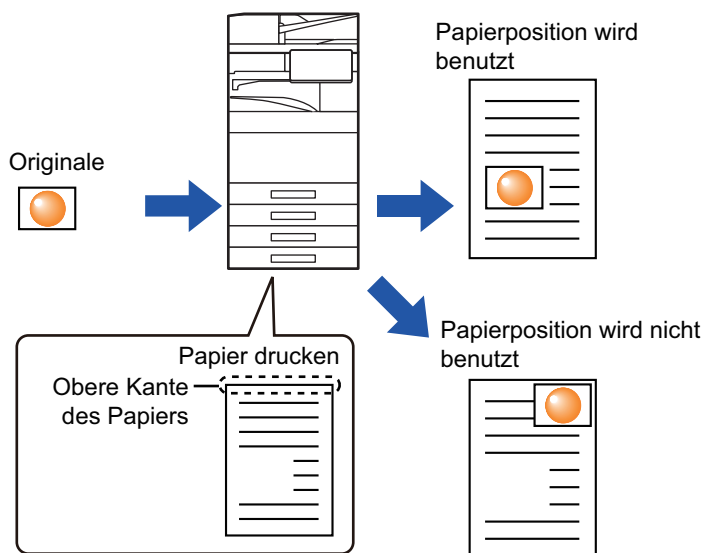 Papierposition wird
benutzt
Originale
Papierposition wird nicht
benutzt
Papier drucken
Obere Kante
des Papiers